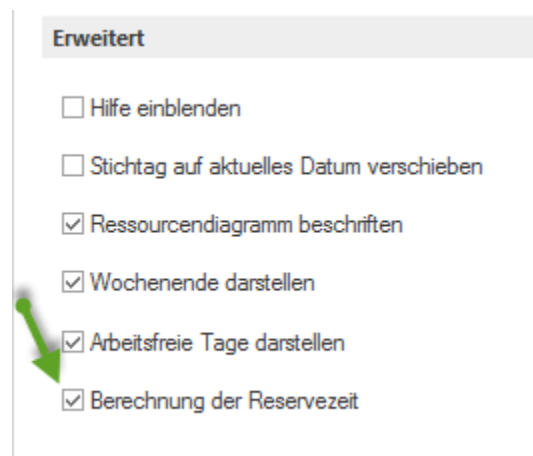 Erweitert
Hilfe einblenden
Stichtag auf aktuelles Datum verschieben
Ressourcendiagramm beschriften
Wochenende darstellen
Arbeitsfreie Tage darstellen
Berechnung der Reservezeit